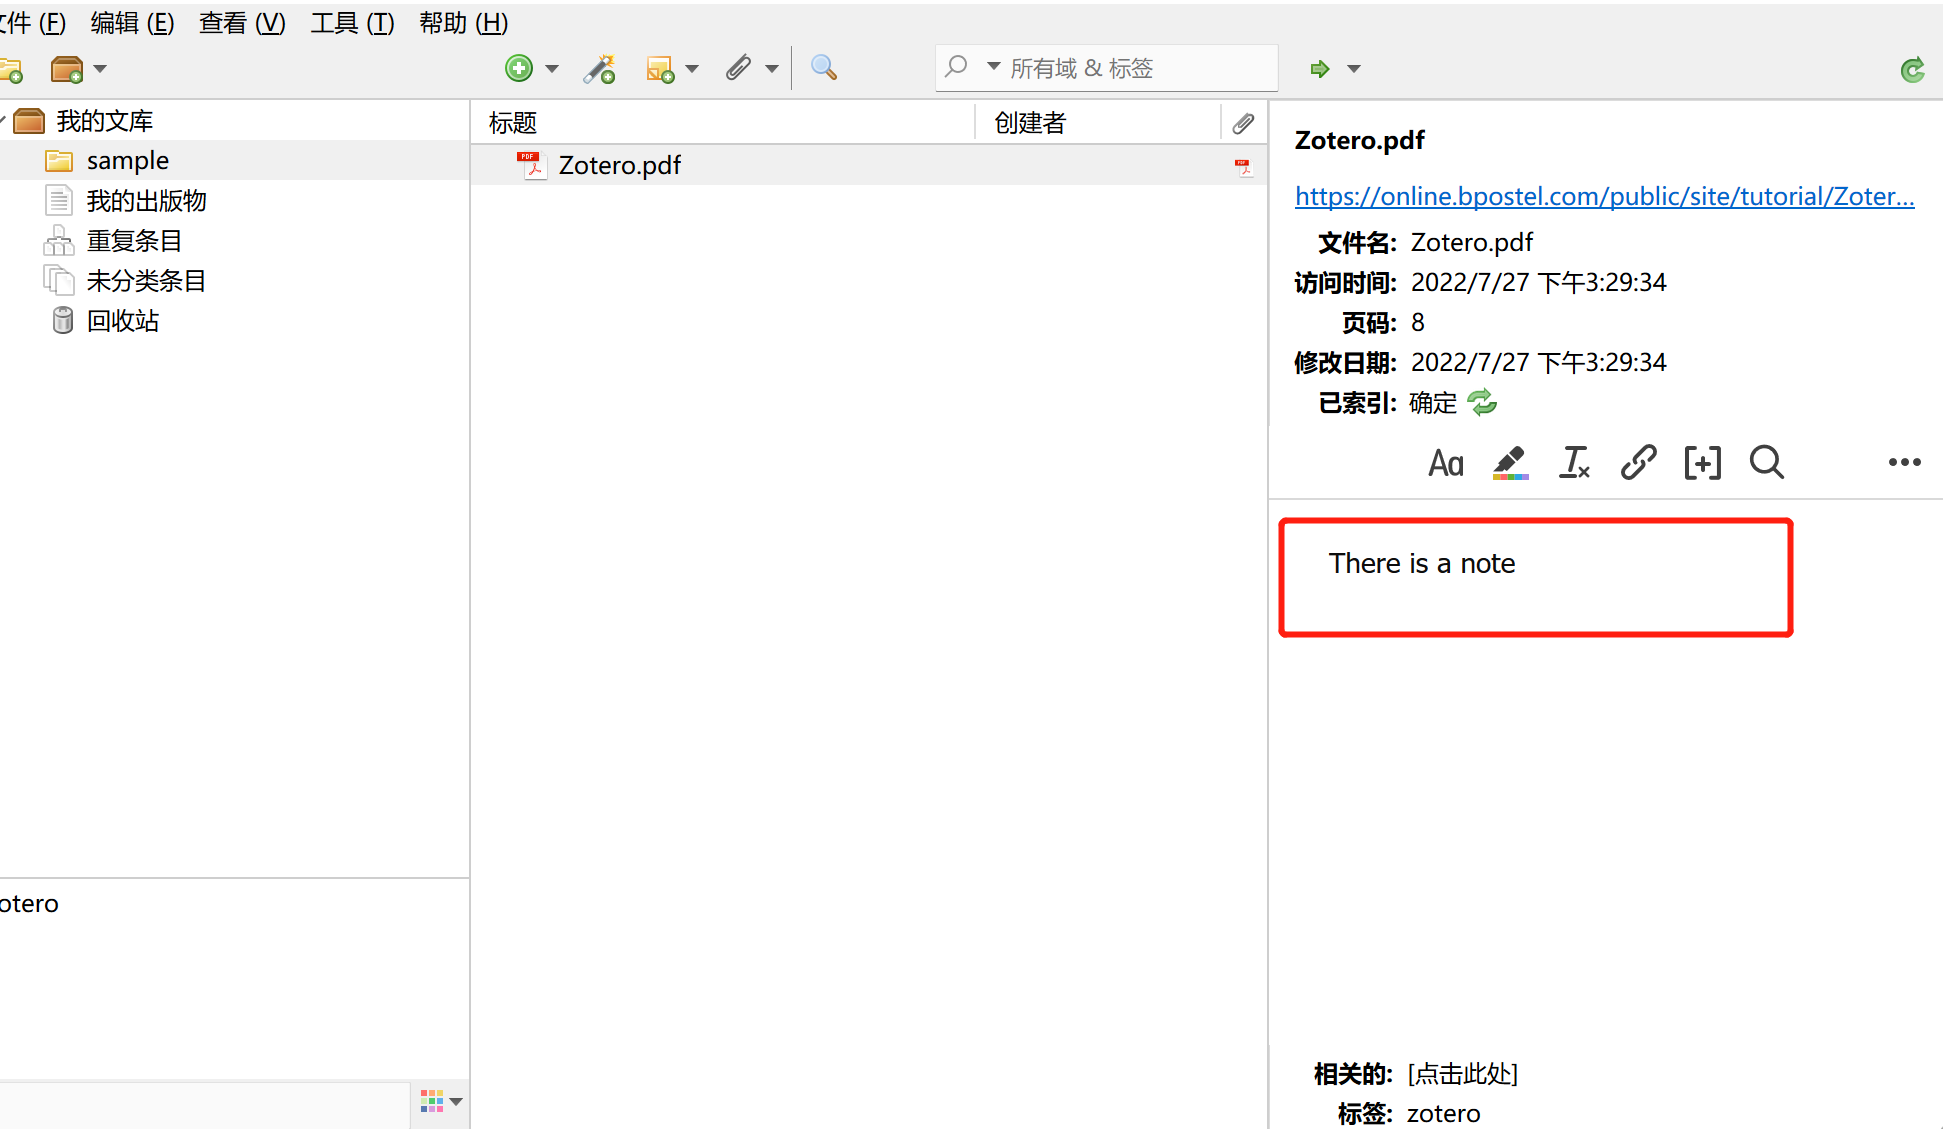 文件 (F) 编辑 (E) 查看 (V) 工具 (T) 帮助 (H)
所有域 & 标签
我的文库
sample
我的出版物
重复条目
未分类条目
回收站
otero
标题 创建者
Zotero.pdf
Zotero.pdf
https://online.bpostel.com/public/site/tutorial/Zoter...
文件名: Zotero.pdf
访问时间: 2022/7/27 下午3:29:34
页码: 8
修改日期: 2022/7/27 下午3:29:34
已索引: 确定
Aa
There is a note
相关的: [点击此处]
标签: zotero